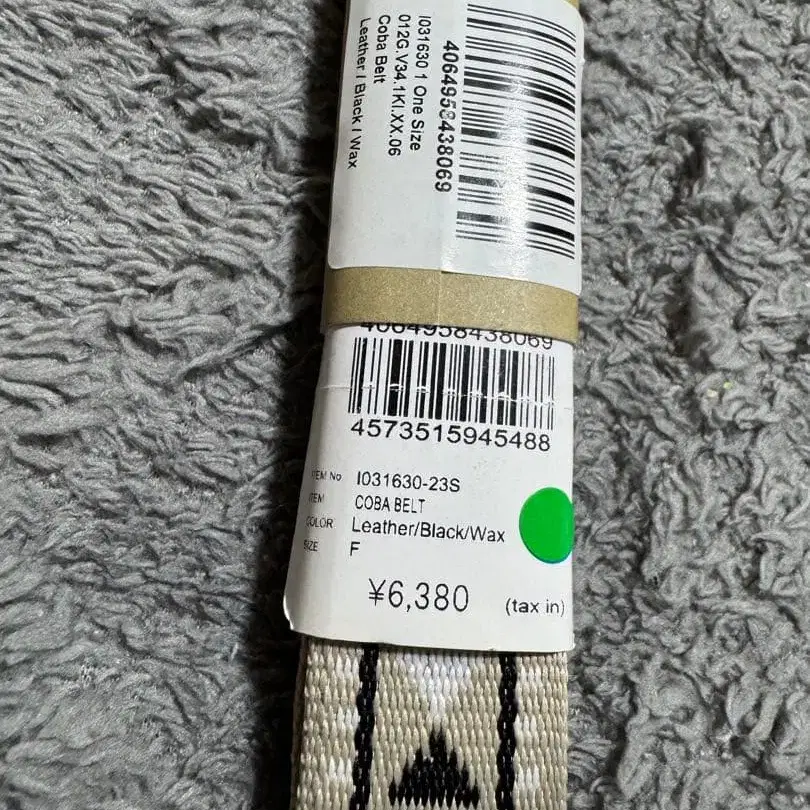 4064958438069
I031630 1 One Size
012G.V34.1KI.XX.06
Coba Belt
Leather / Black / Wax
4064958438069
4573515945488
ITEM No I031630-23S
ITEM COBA BELT
COLOR Leather/Black/Wax
SIZE F
¥6,380 (tax in)